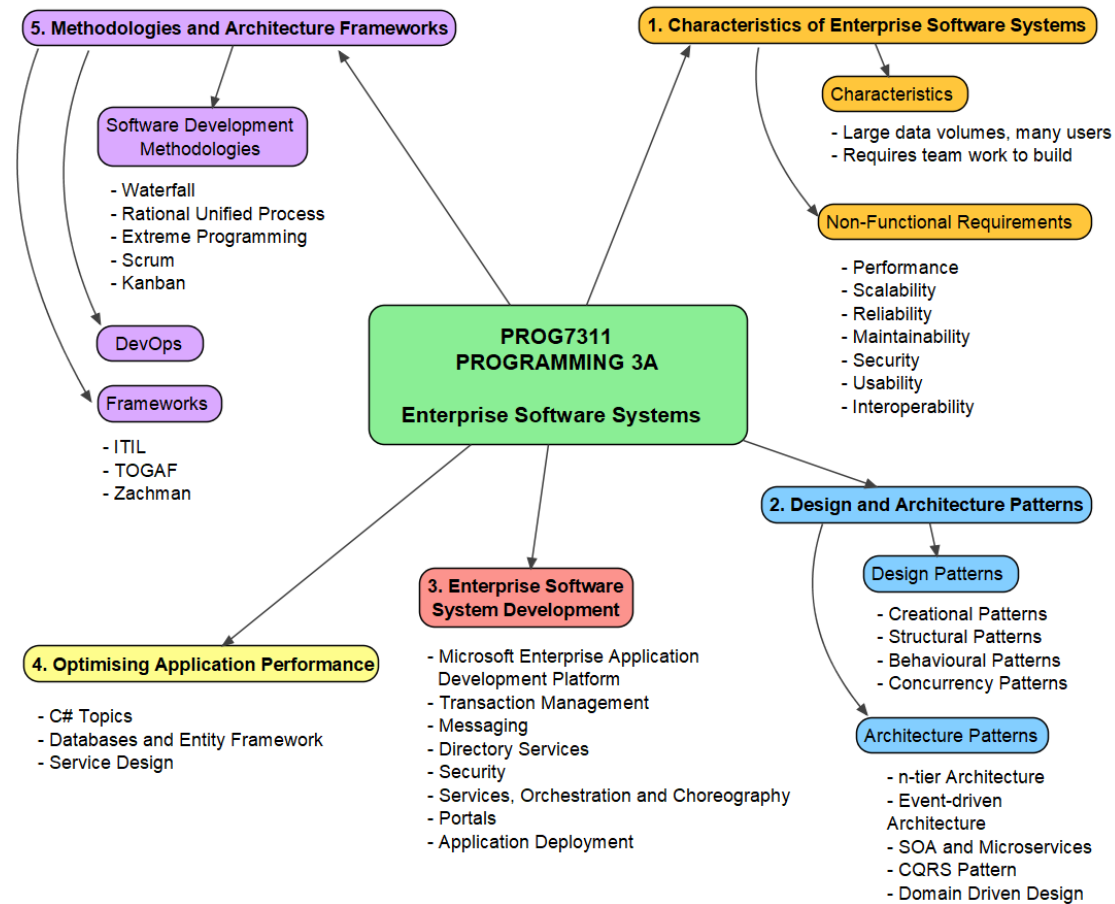 5. Methodologies and Architecture Frameworks
Software Development
Methodologies
- Waterfall
- Rational Unified Process
- Extreme Programming
- Scrum
- Kanban
DevOps
Frameworks
- ITIL
- TOGAF
- Zachman
1. Characteristics of Enterprise Software Systems
Characteristics
- Large data volumes, many users
- Requires team work to build
Non-Functional Requirements
- Performance
- Scalability
- Reliability
- Maintainability
- Security
- Usability
- Interoperability
PROG7311
PROGRAMMING 3A
Enterprise Software Systems
2. Design and Architecture Patterns
Design Patterns
- Creational Patterns
- Structural Patterns
- Behavioural Patterns
- Concurrency Patterns
Architecture Patterns
- n-tier Architecture
- Event-driven
Architecture
- SOA and Microservices
- CQRS Pattern
- Domain Driven Design
3. Enterprise Software
System Development
- Microsoft Enterprise Application
Development Platform
- Transaction Management
- Messaging
- Directory Services
- Security
- Services, Orchestration and Choreography
- Portals
- Application Deployment
4. Optimising Application Performance
- C# Topics
- Databases and Entity Framework
- Service Design